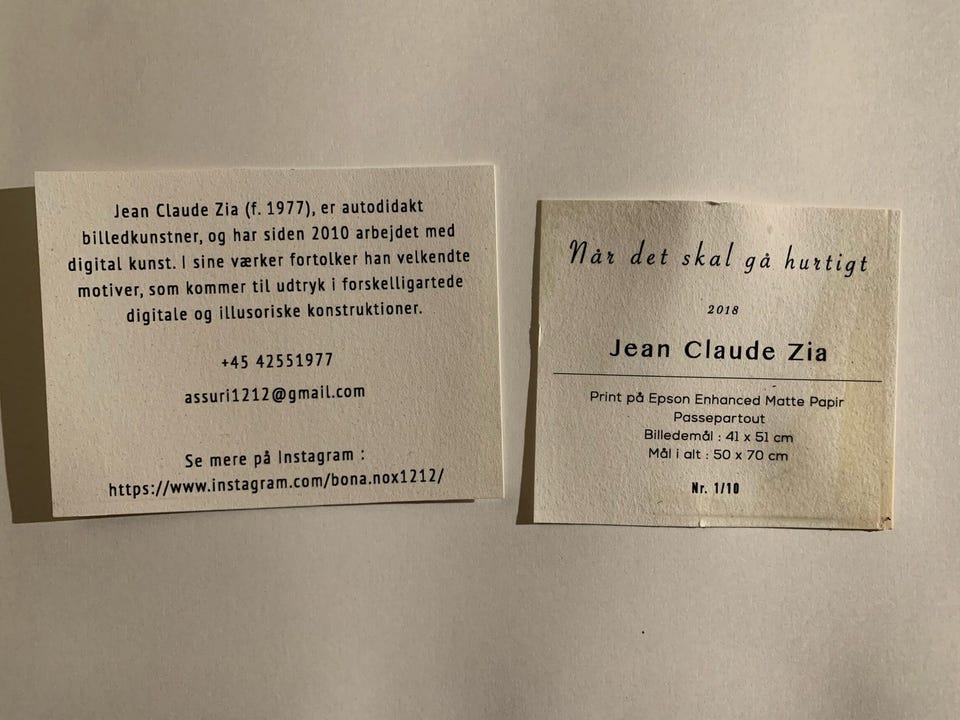 Jean Claude Zia (f. 1977), er autodidakt
billedkunstner, og har siden 2010 arbejdet med
digital kunst. I sine værker fortolker han velkendte
motiver, som kommer til udtryk i forskelligartede
digitale og illusoriske konstruktioner.
+45 42551977
assuri1212@gmail.com
Se mere på Instagram :
https://www.instagram.com/bona.nox1212/
Når det skal gå hurtigt
2018
Jean Claude Zia
Print på Epson Enhanced Matte Papir
Passepartout
Billedemål : 41 x 51 cm
Mål i alt : 50 x 70 cm
Nr. 1/10